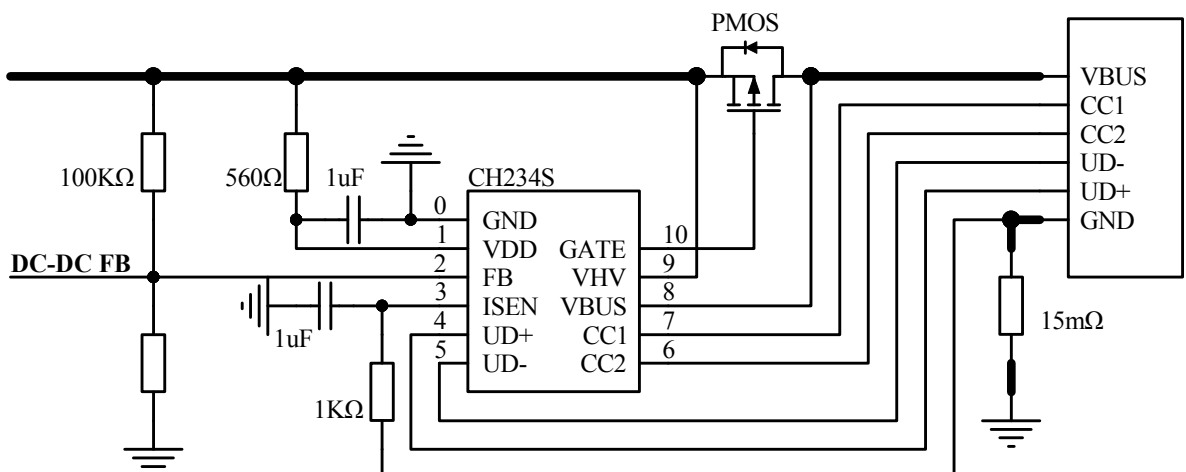 PMOS
VBUS
CC1
CC2
UD-
UD+
GND
100KΩ
560Ω
1uF
CH234S
0
GND
1
VDD
GATE
10
DC-DC FB
2
FB
VHV
9
3
ISEN
VBUS
8
1uF
4
UD+
CC1
7
5
UD-
CC2
6
15mΩ
1KΩ